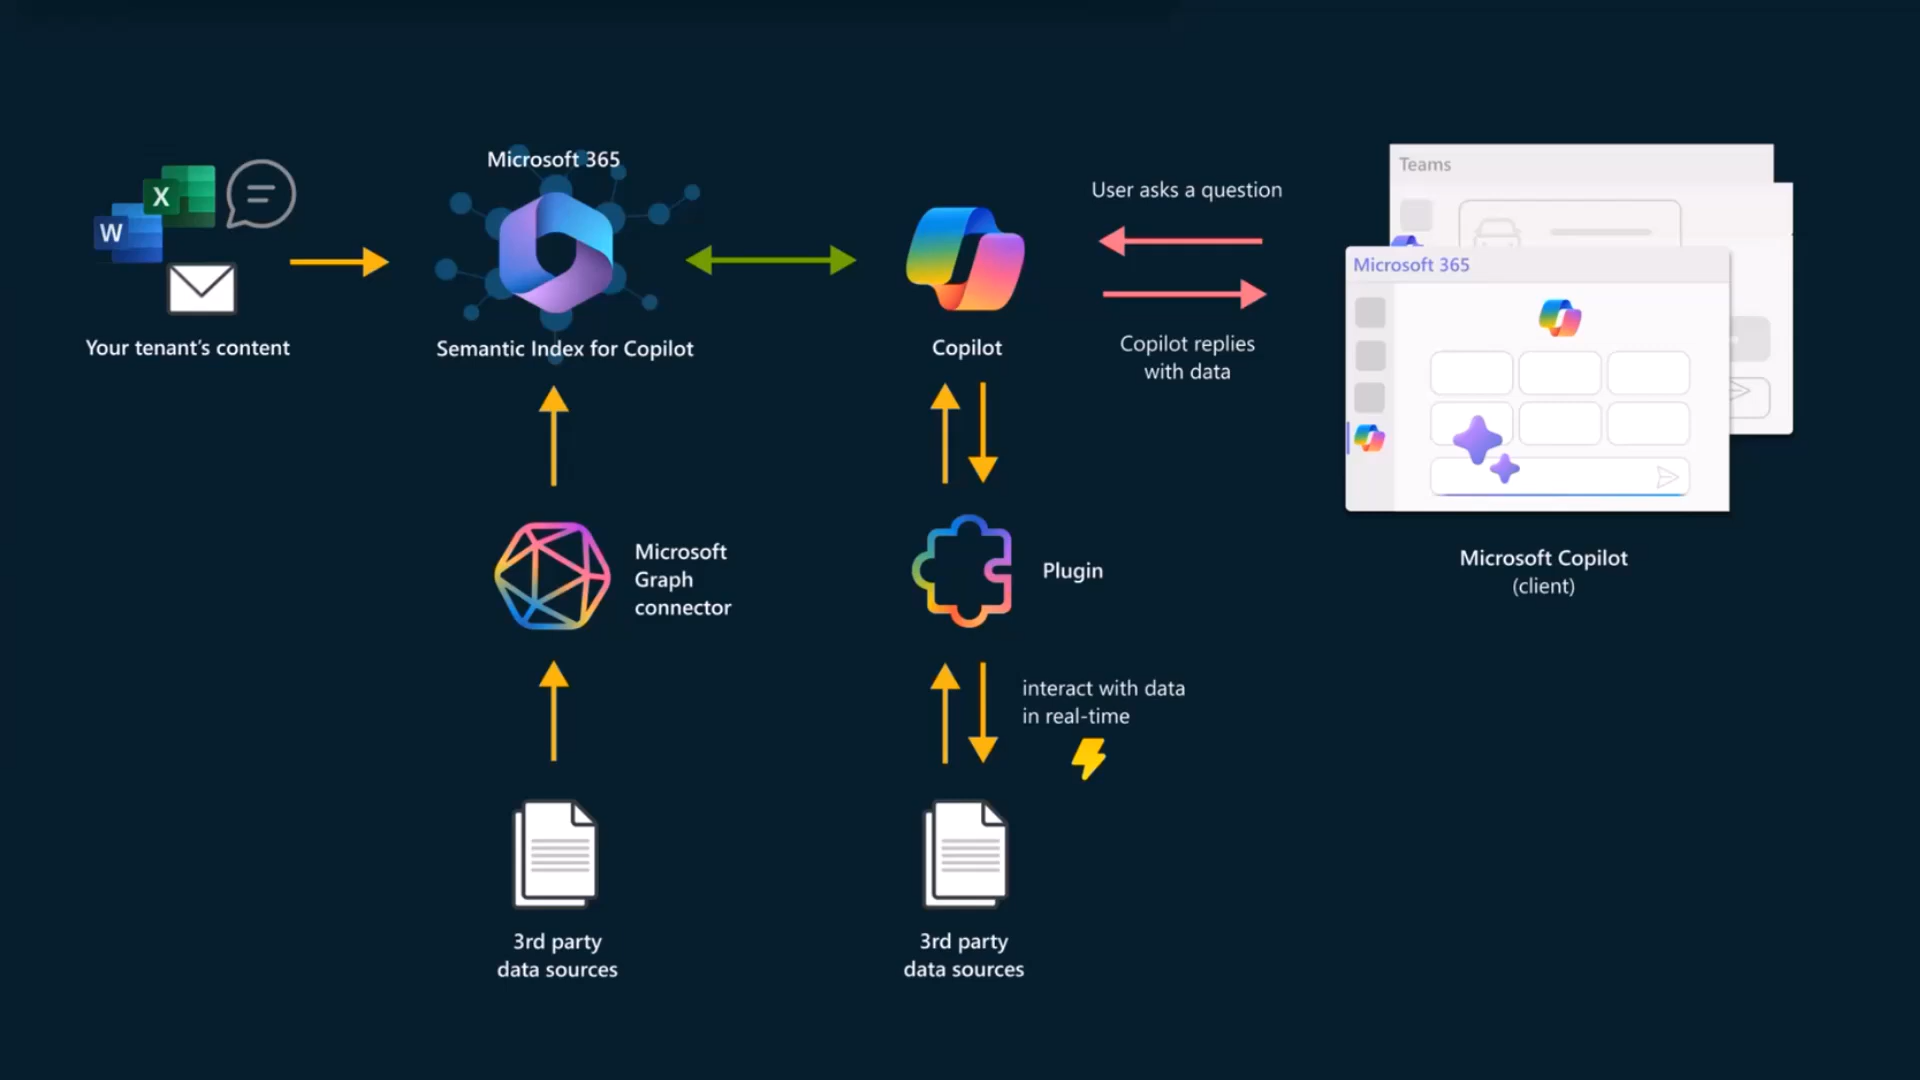 Microsoft 365
X
W
Your tenant's content
Semantic Index for Copilot
Copilot
User asks a question
Copilot replies
with data
Teams
Microsoft 365
Microsoft Copilot
(client)
Microsoft
Graph
connector
Plugin
interact with data
in real-time
3rd party
data sources
3rd party
data sources